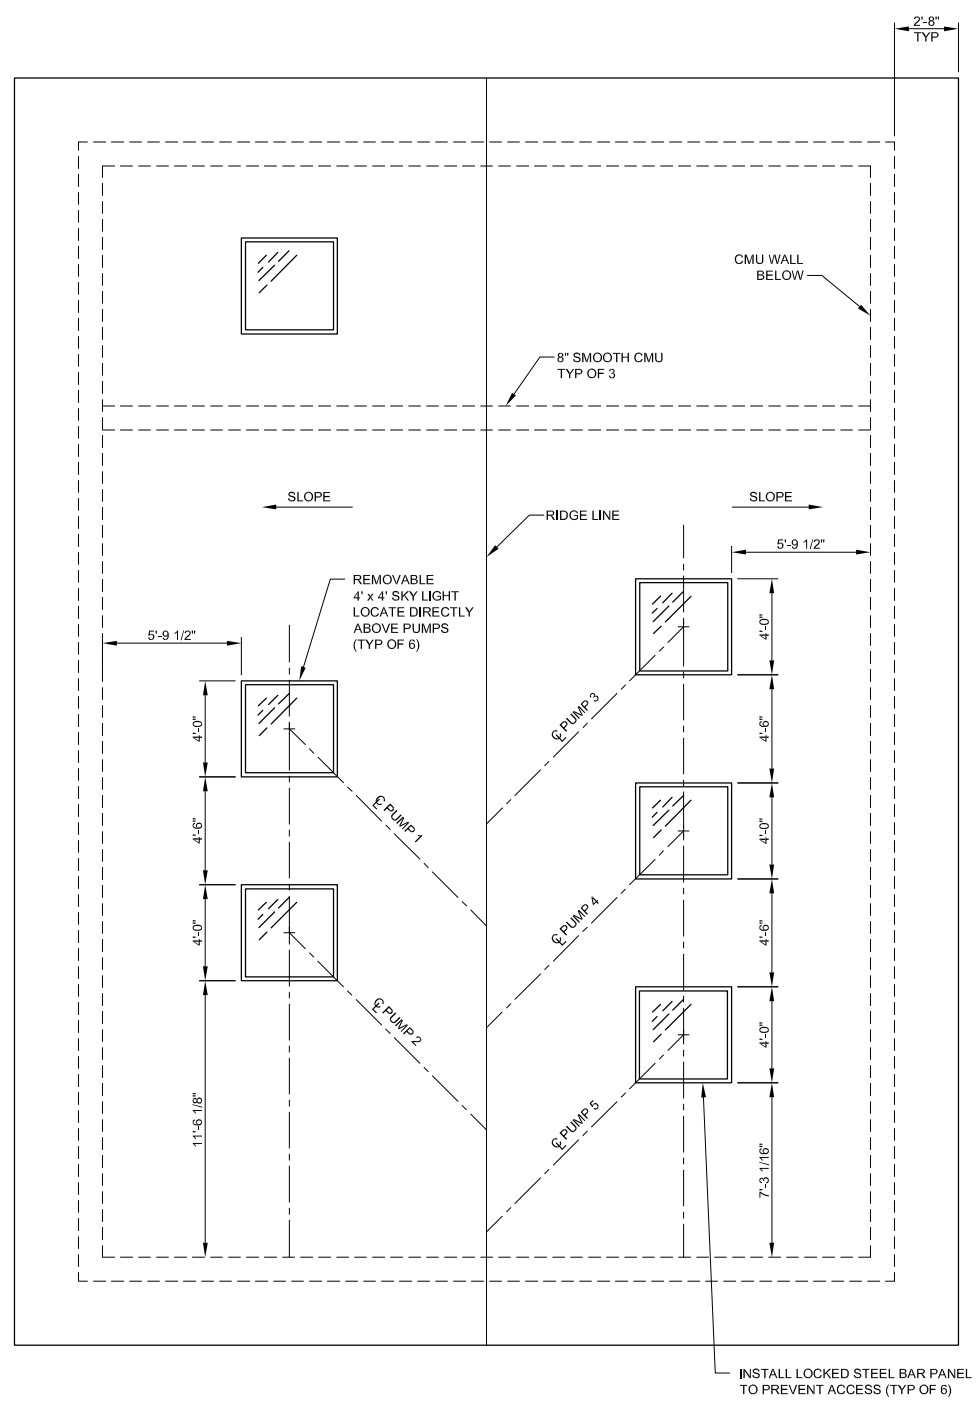 2'-8"
TYP
CMU WALL
BELOW
8" SMOOTH CMU
TYP OF 3
SLOPE
SLOPE
RIDGE LINE
5'-9 1/2"
REMOVABLE
4' x 4' SKY LIGHT
LOCATE DIRECTLY
ABOVE PUMPS
(TYP OF 6)
4'-0"
5'-9 1/2"
4'-0"
℄ PUMP 3
4'-6"
℄ PUMP 1
4'-6"
4'-0"
4'-0"
℄ PUMP 4
4'-6"
℄ PUMP 2
4'-0"
11'-6 1/8"
℄ PUMP 5
7'-3 1/16"
INSTALL LOCKED STEEL BAR PANEL
TO PREVENT ACCESS (TYP OF 6)